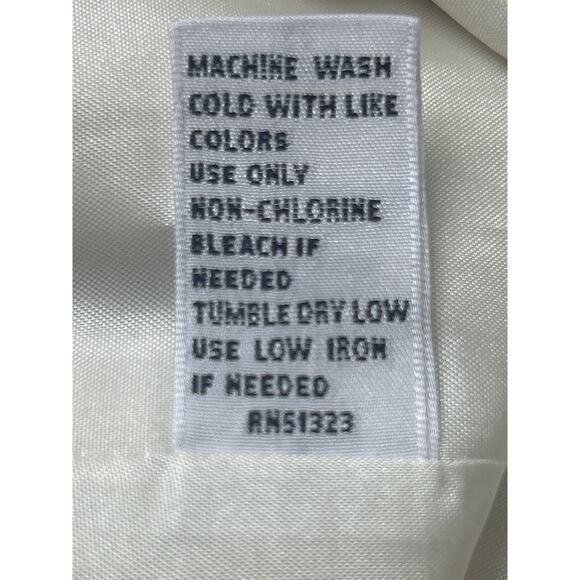 MACHINE WASH
COLD WITH LIKE
COLORS
USE ONLY
NON-CHLORINE
BLEACH IF
NEEDED
TUMBLE DRY LOW
USE LOW IRON
IF NEEDED
RN51323